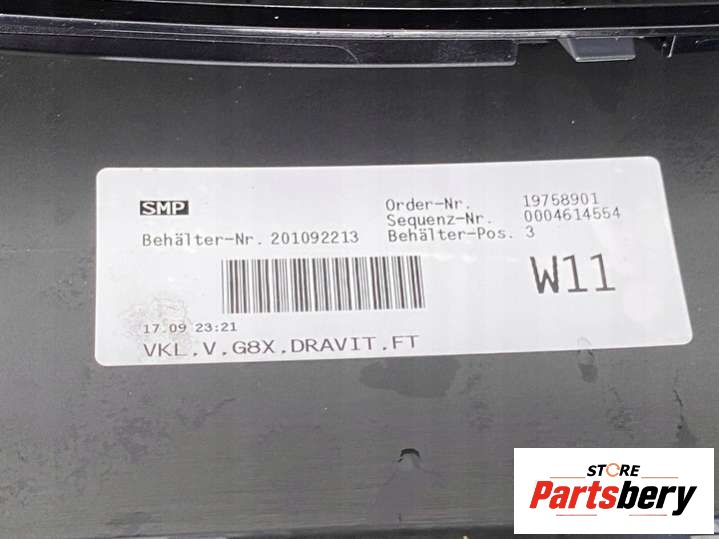 SMP
Order-Nr. 19758901
Sequenz-Nr. 0004614554
Behälter-Nr. 201092213 Behälter-Pos. 3
W11
17.09 23:21
VKL.V.G8X.DRAVIT.FT
STORE
Partsbery